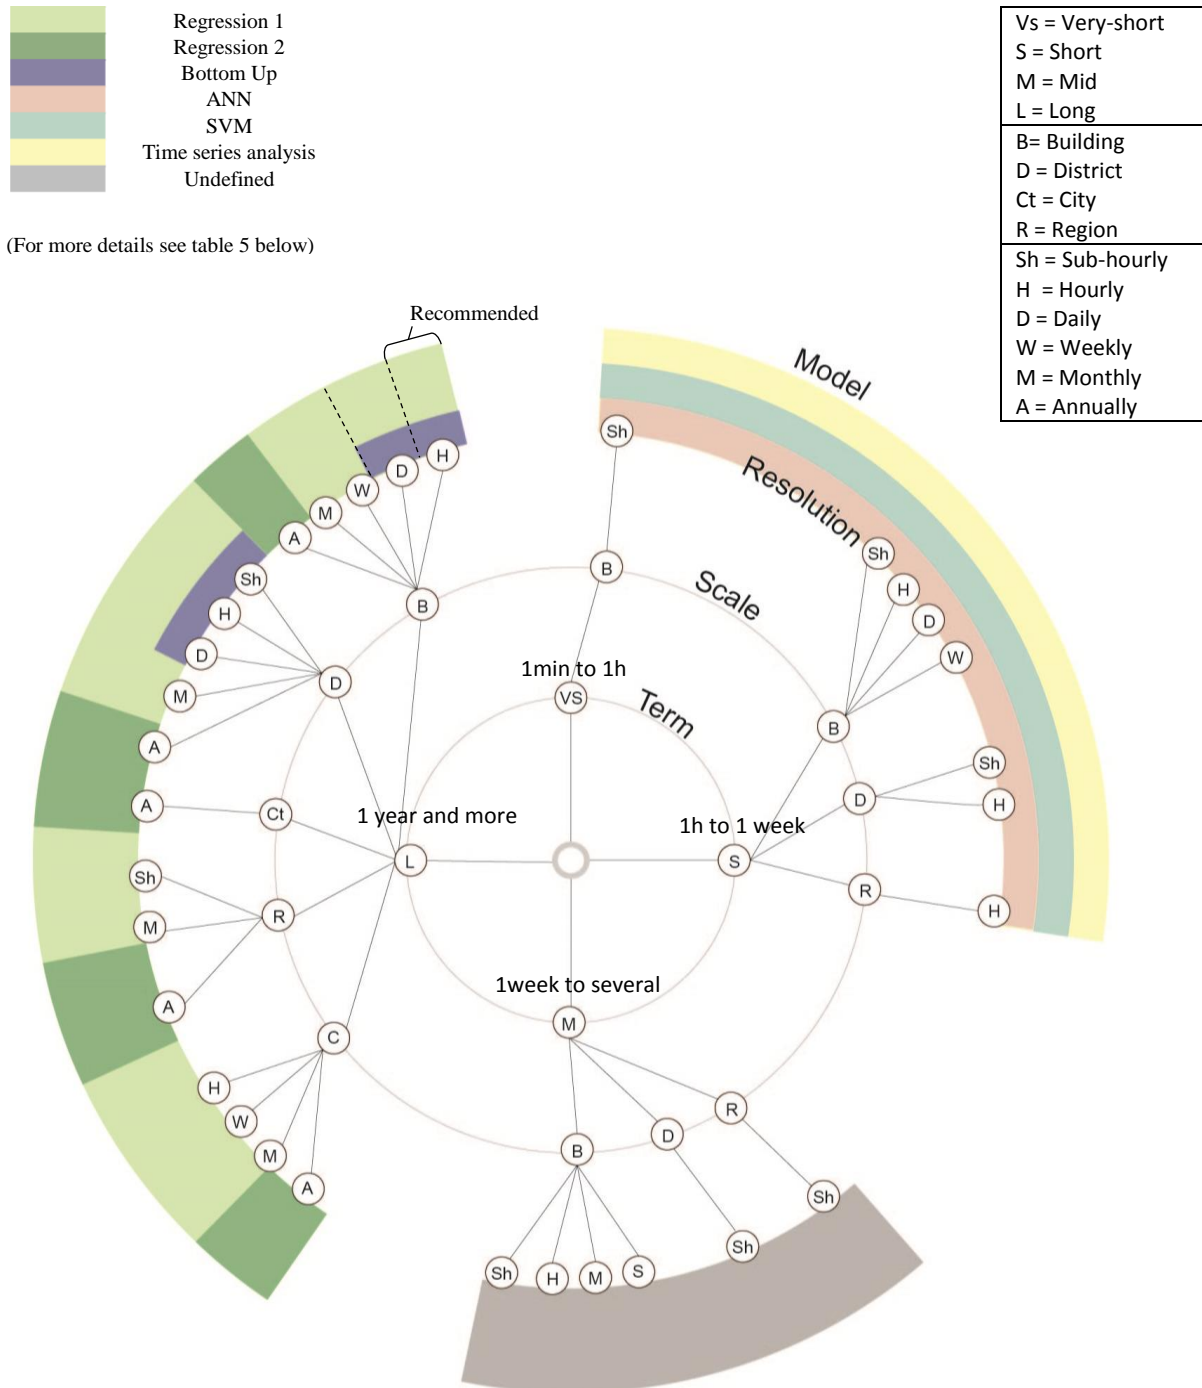 Regression 1
Regression 2
Bottom Up
ANN
SVM
Time series analysis
Undefined
(For more details see table 5 below)
Vs = Very-short
S = Short
M = Mid
L = Long
B= Building
D = District
Ct = City
R = Region
Sh = Sub-hourly
H = Hourly
D = Daily
W = Weekly
M = Monthly
A = Annually
Recommended
Model
Resolution
Scale
Term
1min to 1h
VS
B
Sh
1h to 1 week
S
B
Sh
H
D
W
D
Sh
H
R
H
1week to several
M
B
Sh
H
M
S
D
Sh
R
Sh
1 year and more
L
B
A
M
W
D
H
D
Sh
H
D
M
A
Ct
A
R
Sh
M
A
C
H
W
M
A